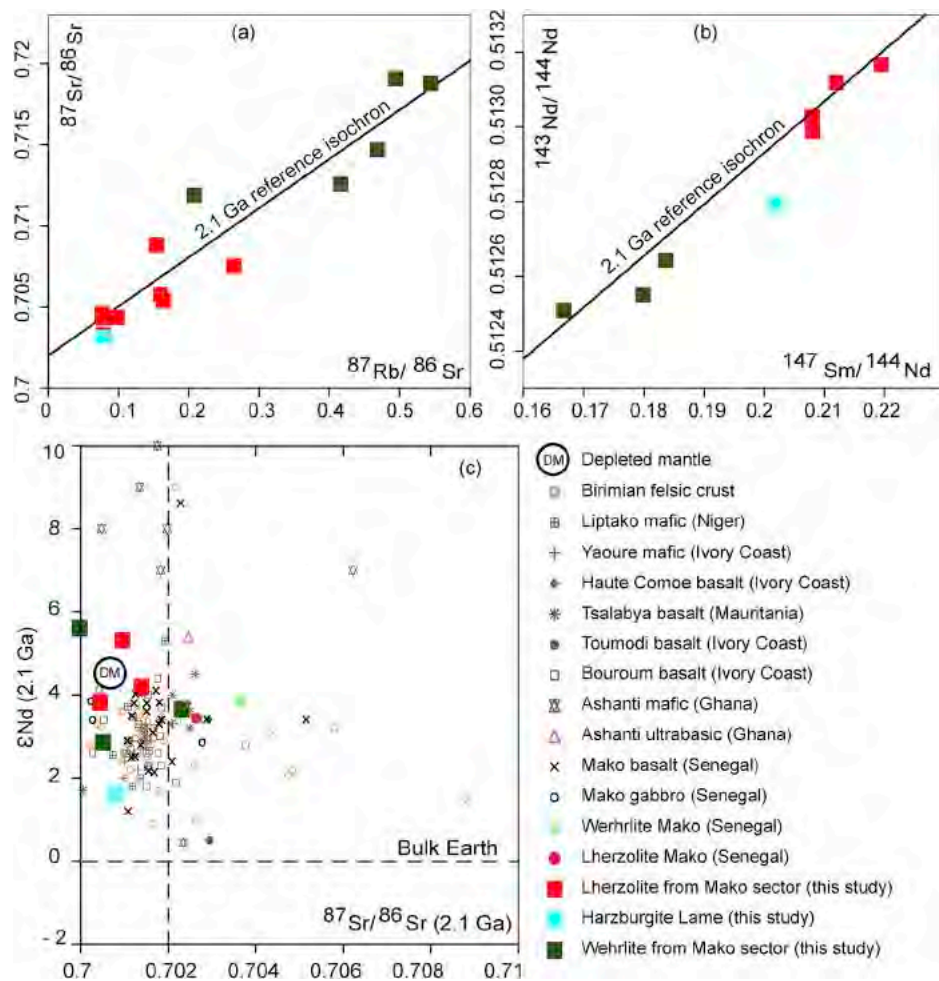 (a)
87Sr/ 86Sr
0.72
0.715
0.71
0.705
0.7
2.1 Ga reference isochron
87Rb/ 86Sr
0 0.1 0.2 0.3 0.4 0.5 0.6
(b)
143Nd/ 144Nd
0.5132
0.5130
0.5128
0.5126
0.5124
2.1 Ga reference isochron
147Sm/ 144Nd
0.16 0.17 0.18 0.19 0.2 0.21 0.22
(c)
εNd (2.1 Ga)
10
8
6
4
2
0
-2
DM
Bulk Earth
87Sr/ 86Sr (2.1 Ga)
0.7 0.702 0.704 0.706 0.708 0.71
DM Depleted mantle
Birimian felsic crust
Liptako mafic (Niger)
Yaoure mafic (Ivory Coast)
Haute Comoe basalt (Ivory Coast)
Tsalabya basalt (Mauritania)
Toumodi basalt (Ivory Coast)
Bouroum basalt (Ivory Coast)
Ashanti mafic (Ghana)
Ashanti ultrabasic (Ghana)
Mako basalt (Senegal)
Mako gabbro (Senegal)
Werhrlite Mako (Senegal)
Lherzolite Mako (Senegal)
Lherzolite from Mako sector (this study)
Harzburgite Lame (this study)
Wehrlite from Mako sector (this study)